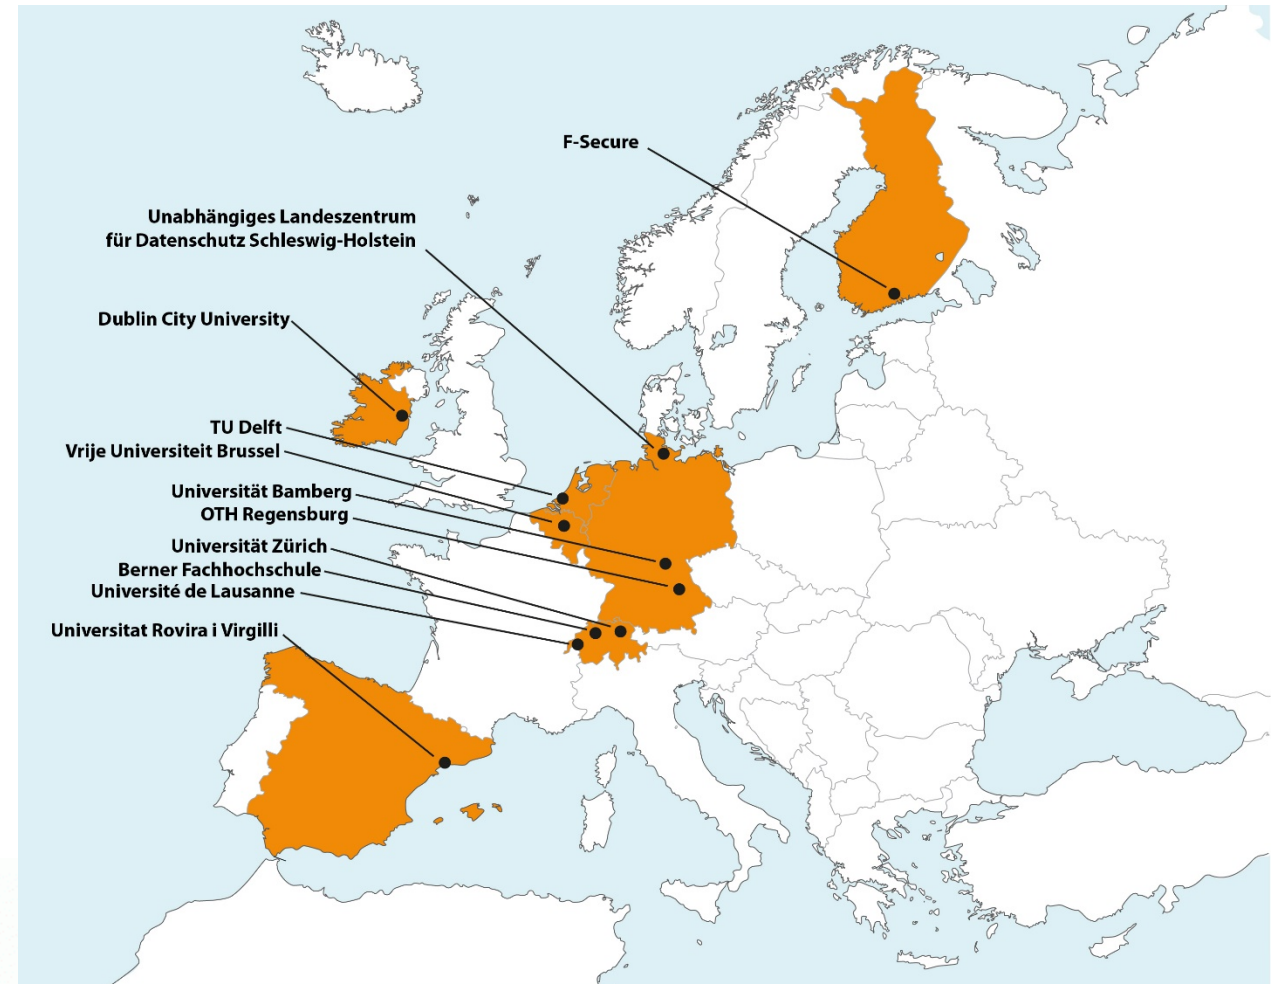 F-Secure
Unabhängiges Landeszentrum
für Datenschutz Schleswig-Holstein
Dublin City University
TU Delft
Vrije Universiteit Brussel
Universität Bamberg
OTH Regensburg
Universität Zürich
Berner Fachhochschule
Université de Lausanne
Universitat Rovira i Virgilli